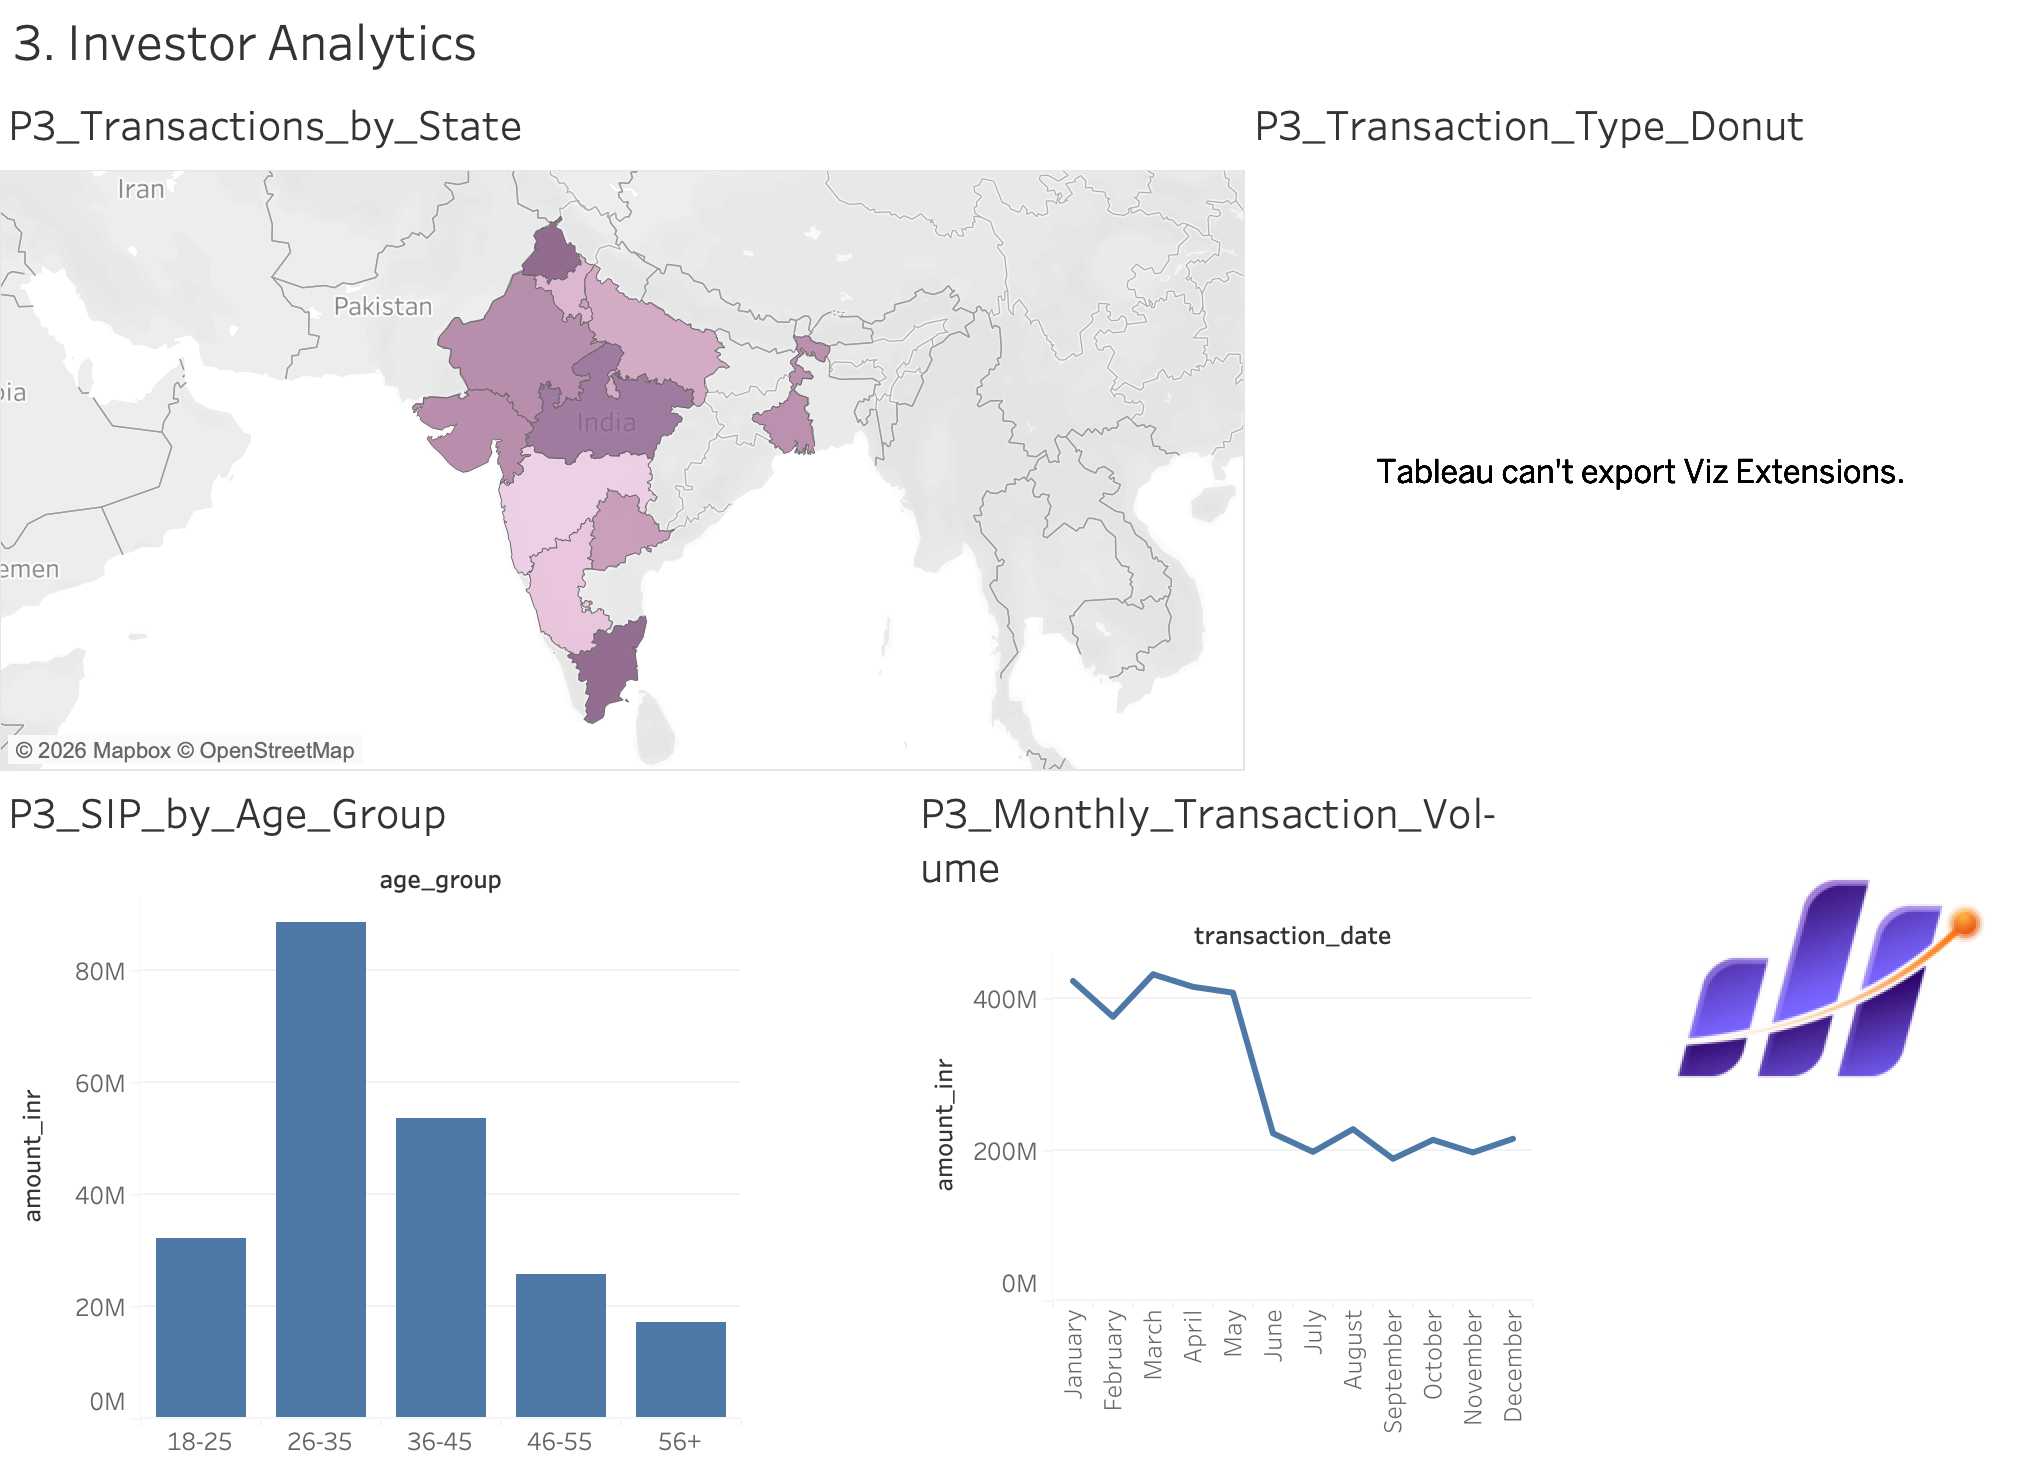 3. Investor Analytics
P3_Transactions_by_State
P3_Transaction_Type_Donut
Iran
Pakistan
India
bia
emen
© 2026 Mapbox © OpenStreetMap
Tableau can't export Viz Extensions.
P3_SIP_by_Age_Group
age_group
amount_inr
80M
60M
40M
20M
0M
18-25
26-35
36-45
46-55
56+
P3_Monthly_Transaction_Vol-
ume
transaction_date
amount_inr
400M
200M
0M
January
February
March
April
May
June
July
August
September
October
November
December